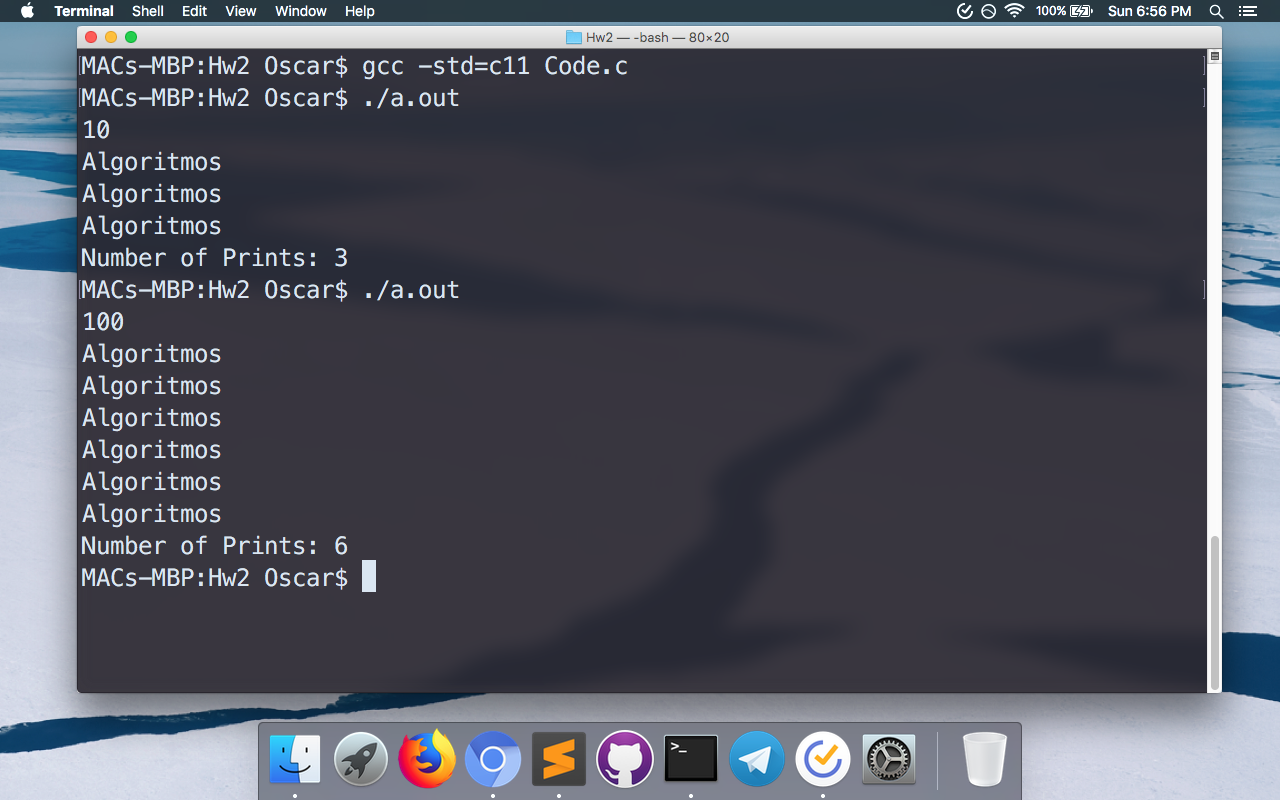 Terminal Shell Edit View Window Help 100% Sun 6:56 PM
Hw2 — -bash — 80×20
MACs-MBP:Hw2 Oscar$ gcc -std=c11 Code.c
MACs-MBP:Hw2 Oscar$ ./a.out
10
Algoritmos
Algoritmos
Algoritmos
Number of Prints: 3
MACs-MBP:Hw2 Oscar$ ./a.out
100
Algoritmos
Algoritmos
Algoritmos
Algoritmos
Algoritmos
Algoritmos
Number of Prints: 6
MACs-MBP:Hw2 Oscar$